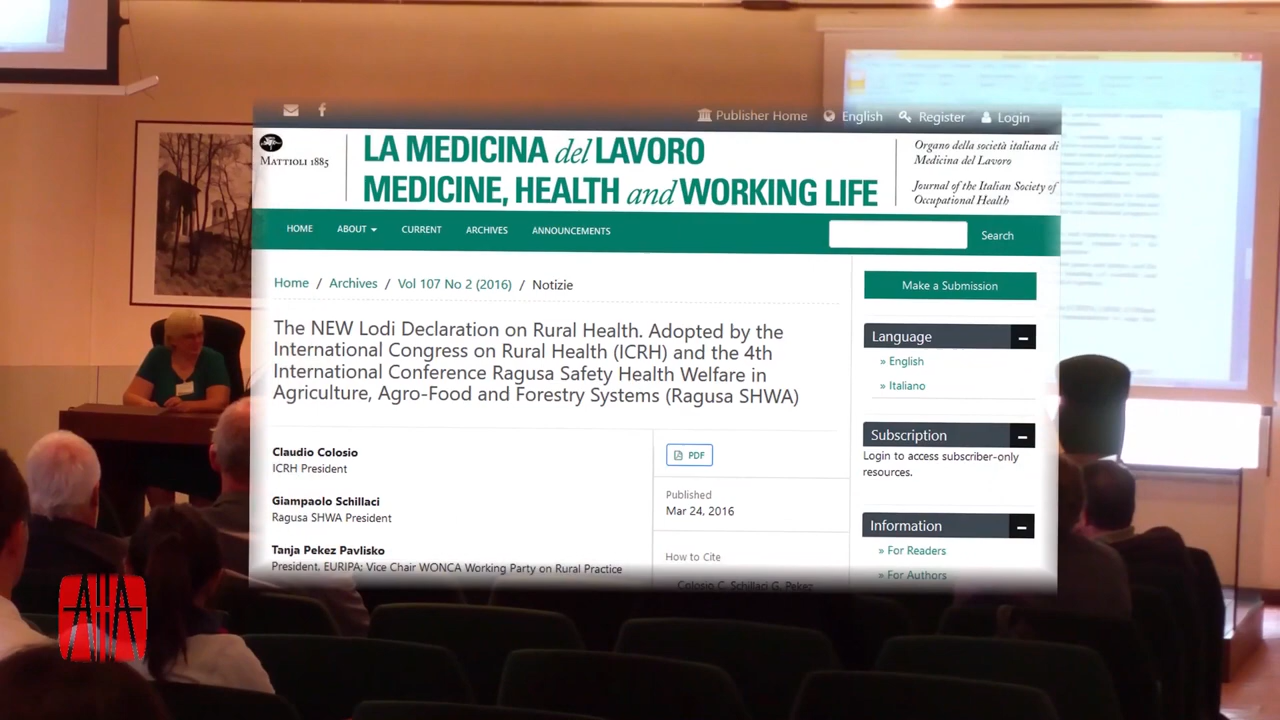 Publisher Home English Register Login
MATTIOLI 1885
LA MEDICINA del LAVORO
MEDICINE, HEALTH and WORKING LIFE
Organo della società italiana di
Medicina del Lavoro
Journal of the Italian Society of
Occupational Health
HOME ABOUT CURRENT ARCHIVES ANNOUNCEMENTS Search
Home / Archives / Vol 107 No 2 (2016) / Notizie
The NEW Lodi Declaration on Rural Health. Adopted by the
International Congress on Rural Health (ICRH) and the 4th
International Conference Ragusa Safety Health Welfare in
Agriculture, Agro-Food and Forestry Systems (Ragusa SHWA)
Claudio Colosio
ICRH President
Giampaolo Schillaci
Ragusa SHWA President
Tanja Pekez Pavlisko
President, EURIPA; Vice Chair WONCA Working Party on Rural Practice
PDF
Published
Mar 24, 2016
How to Cite
Colosio C, Schillaci G, Pekez
Make a Submission
Language
» English
» Italiano
Subscription
Login to access subscriber-only
resources.
Information
» For Readers
» For Authors